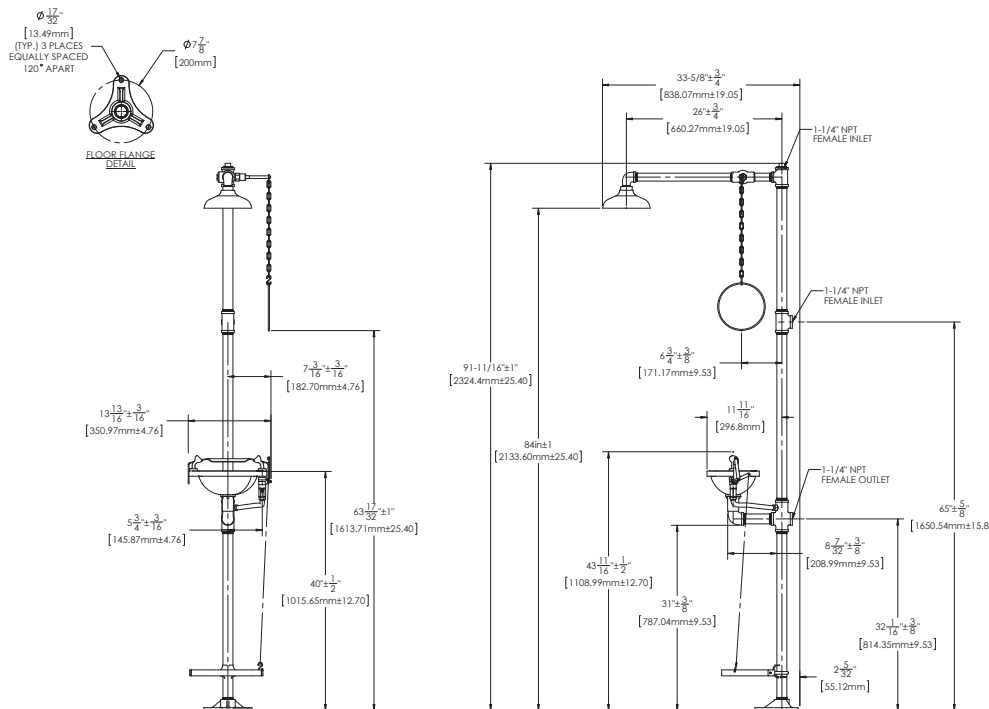 Ø 17/32"
[13.49mm]
(TYP.) 3 PLACES
EQUALLY SPACED
120° APART
Ø7 7/8"
[200mm]
FLOOR FLANGE
DETAIL
33-5/8"±3/4"
[838.07mm±19.05]
26"±3/4"
[660.27mm±19.05]
1-1/4" NPT
FEMALE INLET
1-1/4" NPT
FEMALE INLET
7 3/16"±3/16"
[182.70mm±4.76]
13 13/16"±3/16"
[350.97mm±4.76]
91-11/16"±1"
[2324.4mm±25.40]
6 3/4"±3/8"
[171.17mm±9.53]
11 11/16"
[296.8mm]
84in±1
[2133.60mm±25.40]
1-1/4" NPT
FEMALE OUTLET
5 3/4"±3/16"
[145.87mm±4.76]
63 17/32"±1"
[1613.71mm±25.40]
65"±5/8"
[1650.54mm±15.8
40"±1/2"
[1015.65mm±12.70]
43 11/16"±1/2"
[1108.99mm±12.70]
8 7/32"±3/8"
[208.99mm±9.53]
31"±3/8"
[787.04mm±9.53]
32 1/16"±3/8"
[814.35mm±9.53]
2 5/32"
[55.12mm]